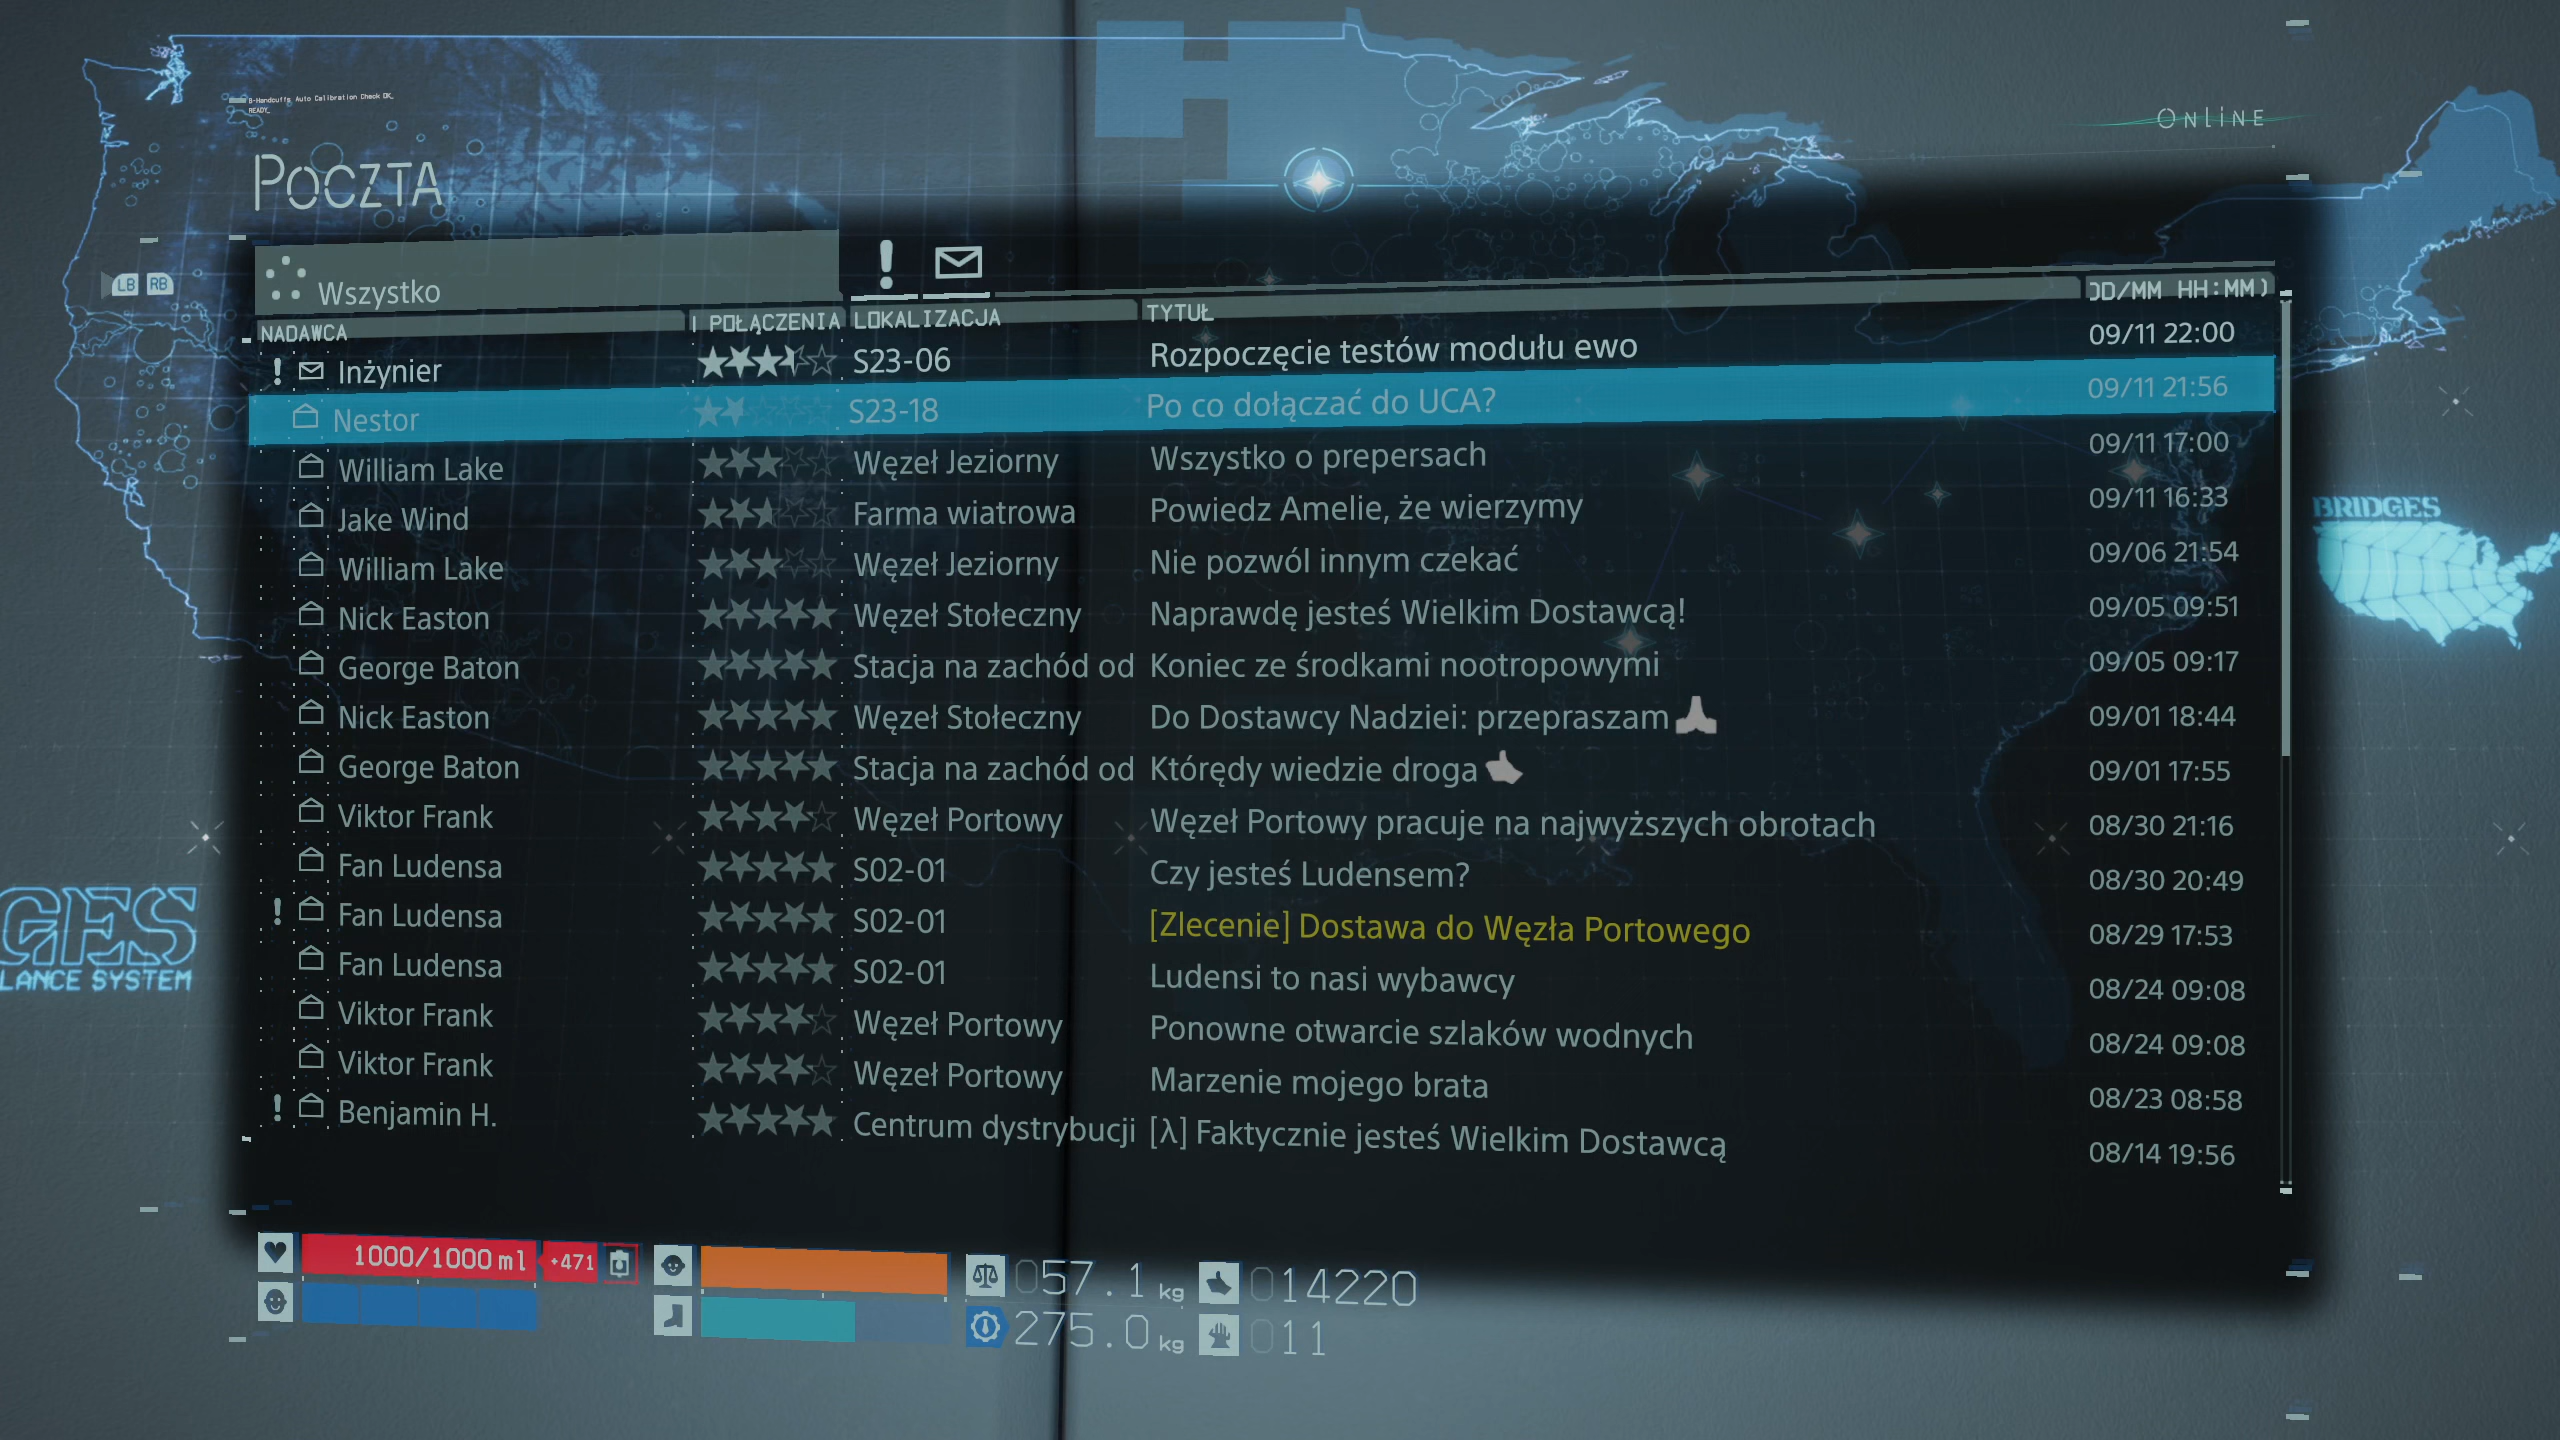 B-Handcuffs Auto Calibration Check OK_
READY_
ONLINE
POCZTA
LB RB
Wszystko
NADAWCA POŁĄCZENIA LOKALIZACJA TYTUŁ DD/MM HH:MM)
! Inżynier S23-06 Rozpoczęcie testów modułu ewo 09/11 22:00
Nestor S23-18 Po co dołączać do UCA? 09/11 21:56
William Lake Węzeł Jeziorny Wszystko o prepersach 09/11 17:00
Jake Wind Farma wiatrowa Powiedz Amelie, że wierzymy 09/11 16:33
William Lake Węzeł Jeziorny Nie pozwól innym czekać 09/06 21:54
Nick Easton Węzeł Stołeczny Naprawdę jesteś Wielkim Dostawcą! 09/05 09:51
George Baton Stacja na zachód od Koniec ze środkami nootropowymi 09/05 09:17
Nick Easton Węzeł Stołeczny Do Dostawcy Nadziei: przepraszam 09/01 18:44
George Baton Stacja na zachód od Którędy wiedzie droga 09/01 17:55
Viktor Frank Węzeł Portowy Węzeł Portowy pracuje na najwyższych obrotach 08/30 21:16
Fan Ludensa S02-01 Czy jesteś Ludensem? 08/30 20:49
! Fan Ludensa S02-01 [Zlecenie] Dostawa do Węzła Portowego 08/29 17:53
Fan Ludensa S02-01 Ludensi to nasi wybawcy 08/24 09:08
Viktor Frank Węzeł Portowy Ponowne otwarcie szlaków wodnych 08/24 09:08
Viktor Frank Węzeł Portowy Marzenie mojego brata 08/23 08:58
! Benjamin H. Centrum dystrybucji [λ] Faktycznie jesteś Wielkim Dostawcą 08/14 19:56
BRIDGES
GES
LANCE SYSTEM
1000/1000 ml +471 057.1 kg 014220
275.0 kg 011